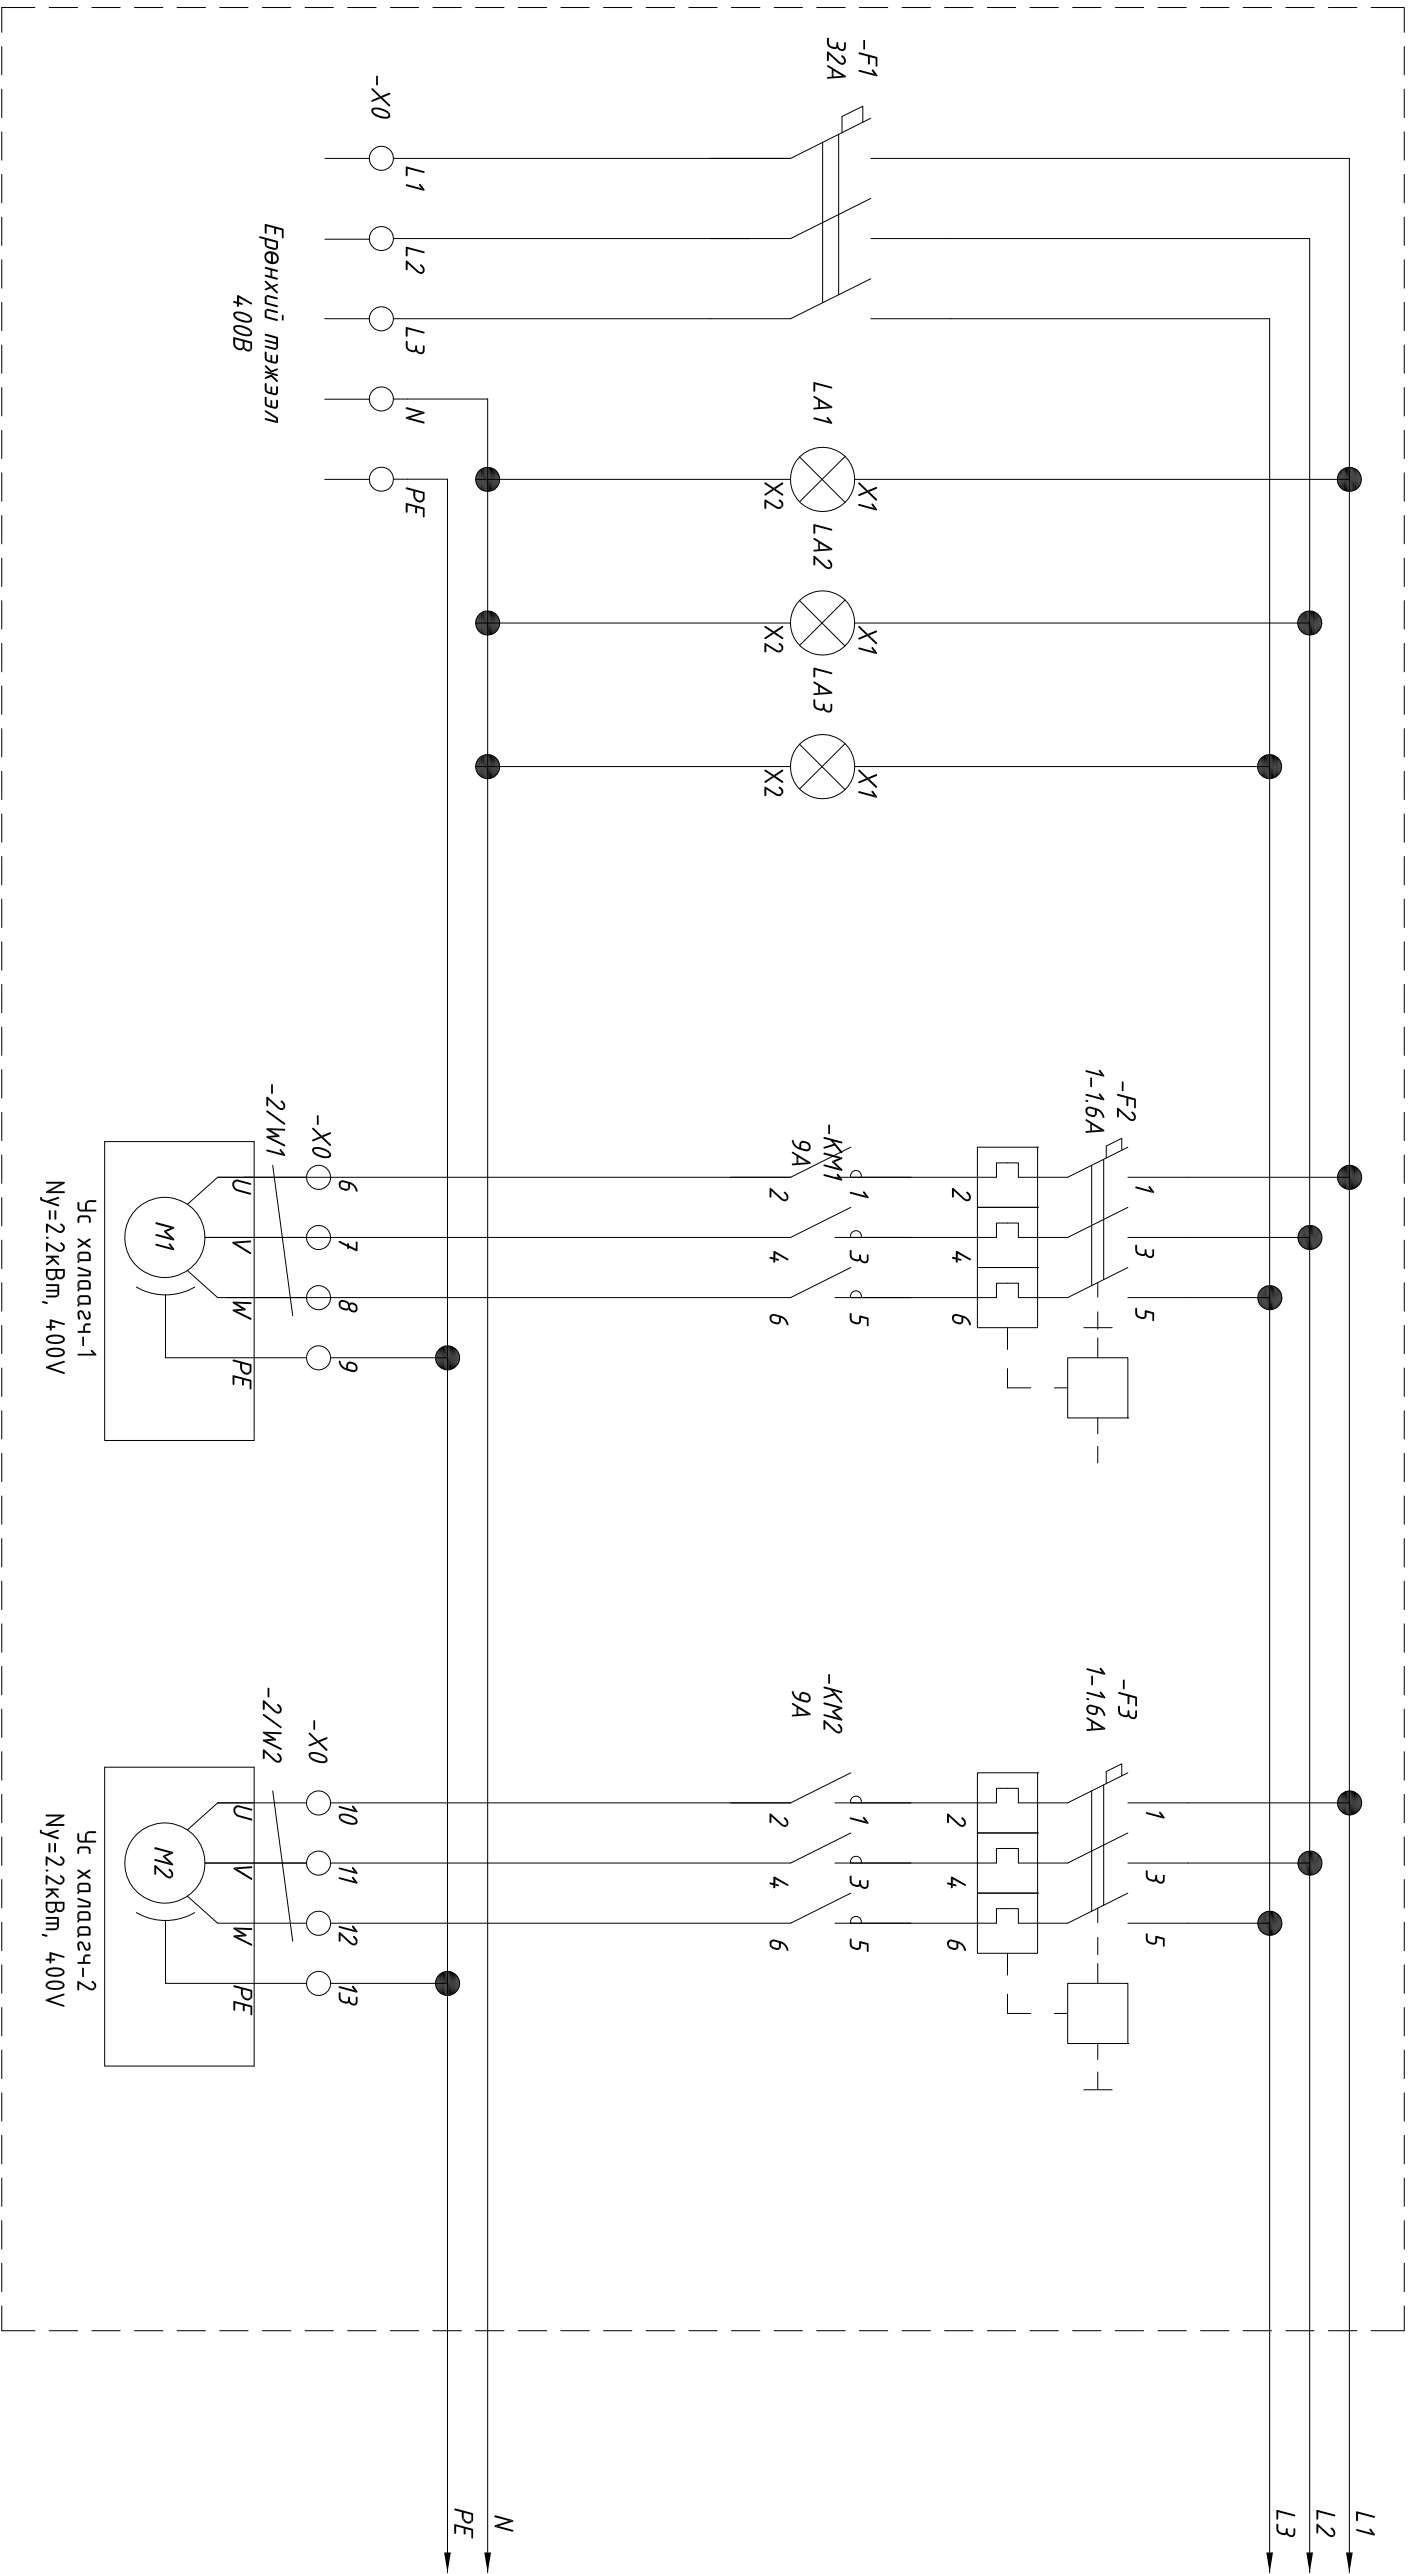 -F1
32A
-X0
L1
L2
L3
N
PE
Ерөнхий тэжээл
400В
LA1
X1
X2
LA2
X1
X2
LA3
X1
X2
-F2
1-1.6A
1
3
5
2
4
6
-KM1
9A
1
3
5
2
4
6
-X0
6
7
8
9
-2/W1
U
V
W
PE
M1
Ус халаагч-1
Ny=2.2кВт, 400V
-F3
1-1.6A
1
3
5
2
4
6
-KM2
9A
1
3
5
2
4
6
-X0
10
11
12
13
-2/W2
U
V
W
PE
M2
Ус халаагч-2
Ny=2.2кВт, 400V
L1
L2
L3
N
PE